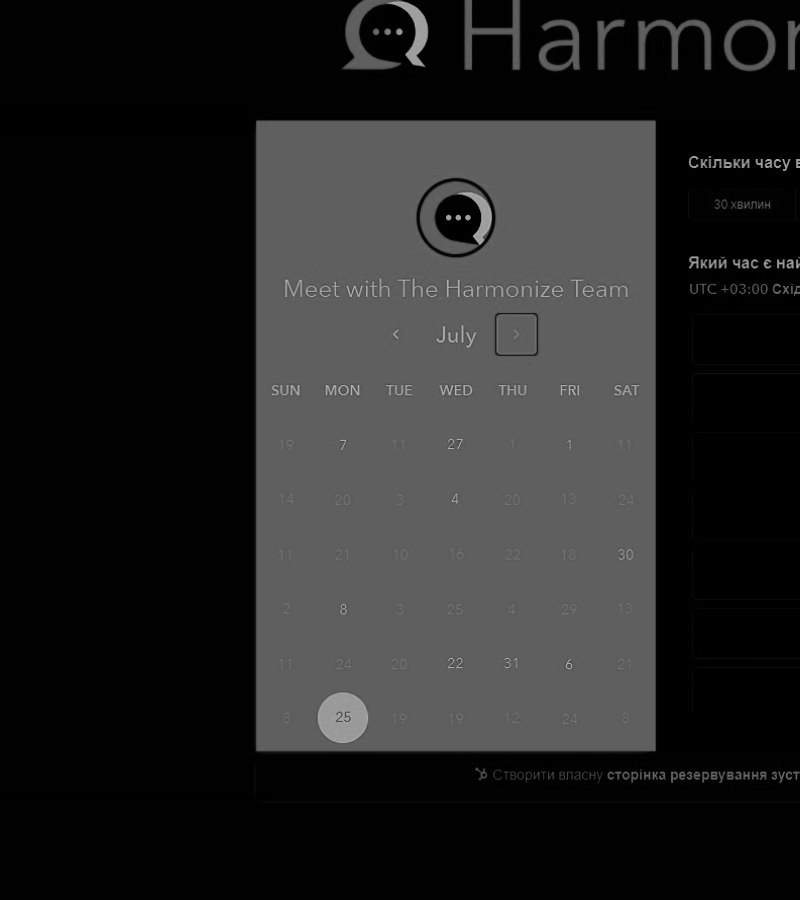 Harmon
Meet with The Harmonize Team
July
SUN MON TUE WED THU FRI SAT
19 7 11 27 1 1 11
14 20 3 4 20 13 24
11 21 10 16 22 18 30
2 8 3 25 4 29 13
11 24 20 22 31 6 21
8 25 19 19 12 24 8
Скільки часу в
30 хвилин
Який час є най
UTC +03:00 Схід
Створити власну сторінка резервування зуст